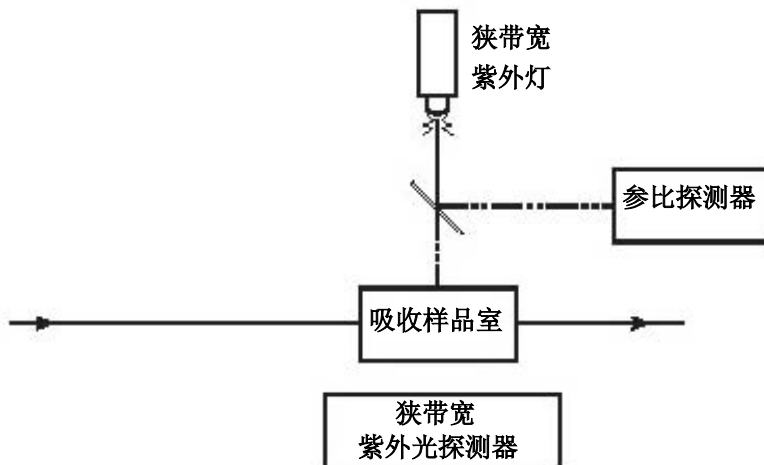 狭带宽
紫外灯
参比探测器
吸收样品室
狭带宽
紫外光探测器